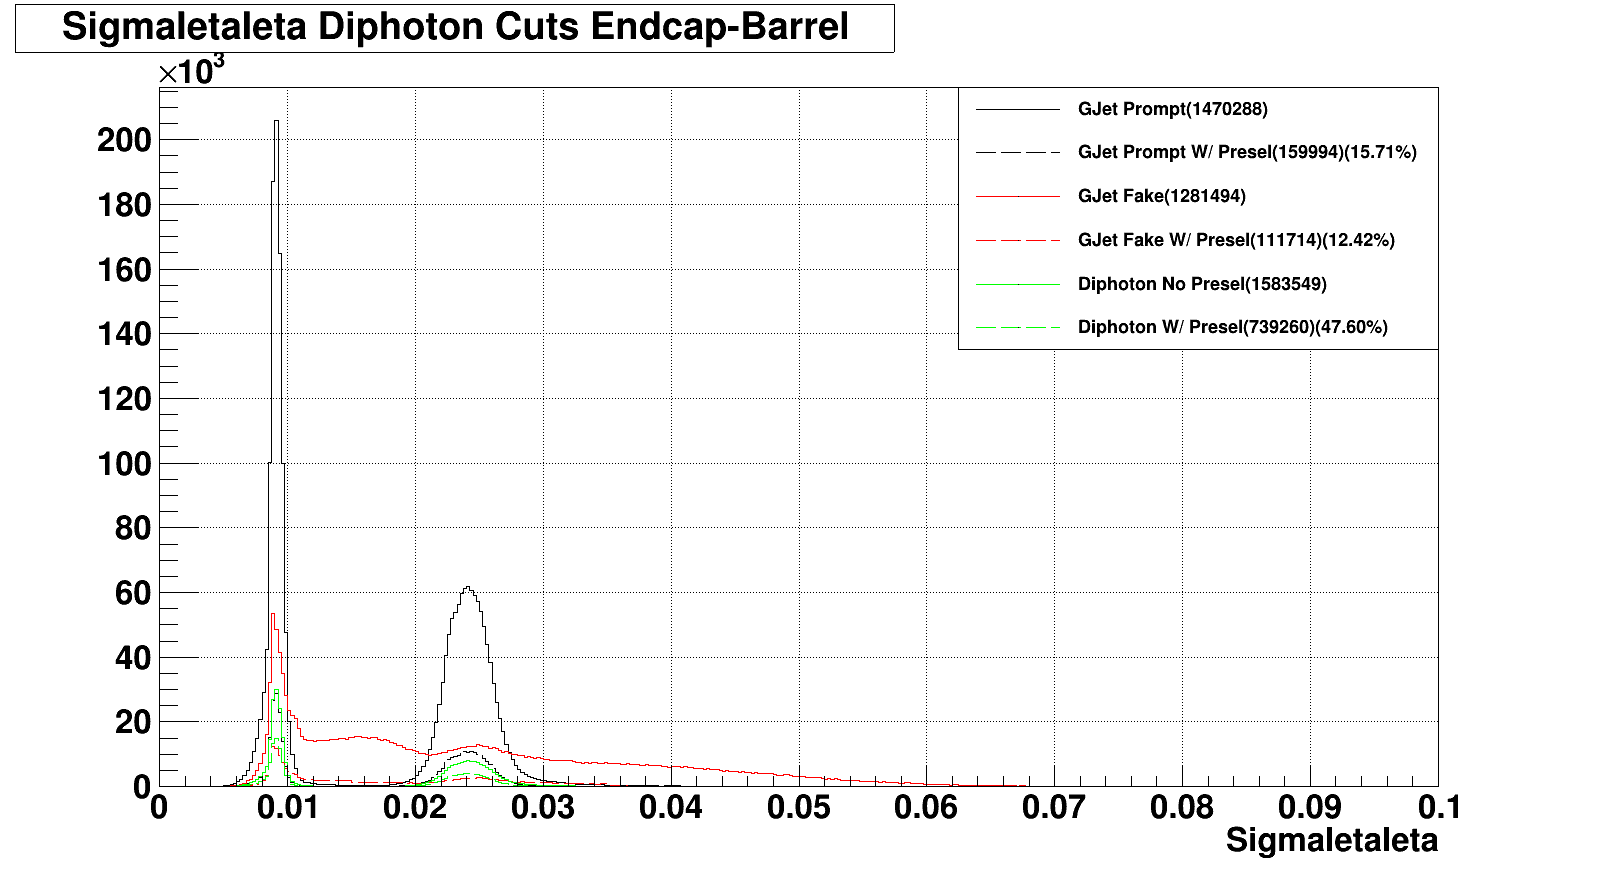 Sigmaletaleta Diphoton Cuts Endcap-Barrel
×10³
200
180
160
140
120
100
80
60
40
20
0
GJet Prompt(1470288)
GJet Prompt W/ Presel(159994)(15.71%)
GJet Fake(1281494)
GJet Fake W/ Presel(111714)(12.42%)
Diphoton No Presel(1583549)
Diphoton W/ Presel(739260)(47.60%)
0 0.01 0.02 0.03 0.04 0.05 0.06 0.07 0.08 0.09 0.1
Sigmaletaleta